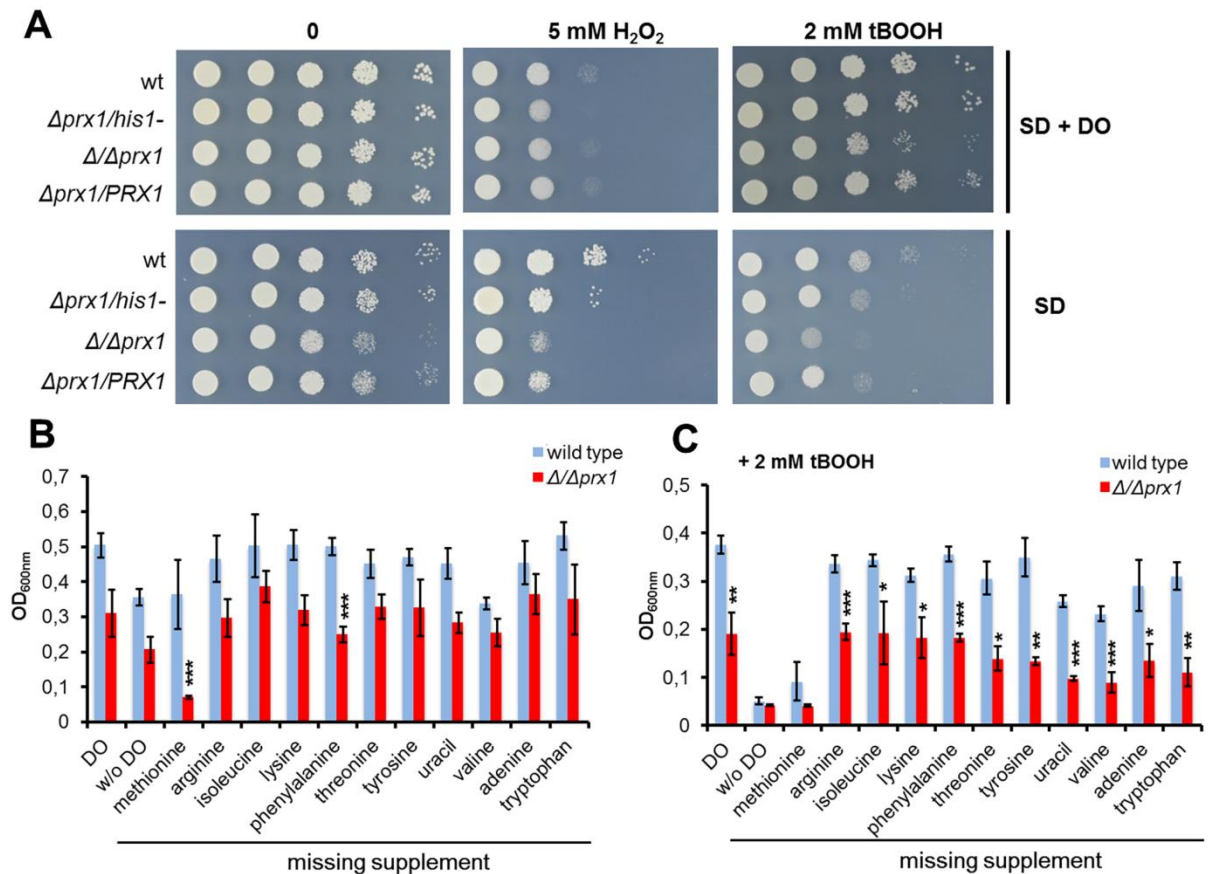 A
0
5 mM H₂O₂
2 mM tBOOH
wt
Δprx1/his1-
Δ/Δprx1
Δprx1/PRX1
SD + DO
wt
Δprx1/his1-
Δ/Δprx1
Δprx1/PRX1
SD
B
wild type
Δ/Δprx1
OD600nm
0,7
0,6
0,5
0,4
0,3
0,2
0,1
0
***
***
DO
w/o DO
methionine
arginine
isoleucine
lysine
phenylalanine
threonine
tyrosine
uracil
valine
adenine
tryptophan
missing supplement
C
+ 2 mM tBOOH
wild type
Δ/Δprx1
OD600nm
0,5
0,4
0,3
0,2
0,1
0
**
***
*
*
***
*
**
***
***
*
**
DO
w/o DO
methionine
arginine
isoleucine
lysine
phenylalanine
threonine
tyrosine
uracil
valine
adenine
tryptophan
missing supplement